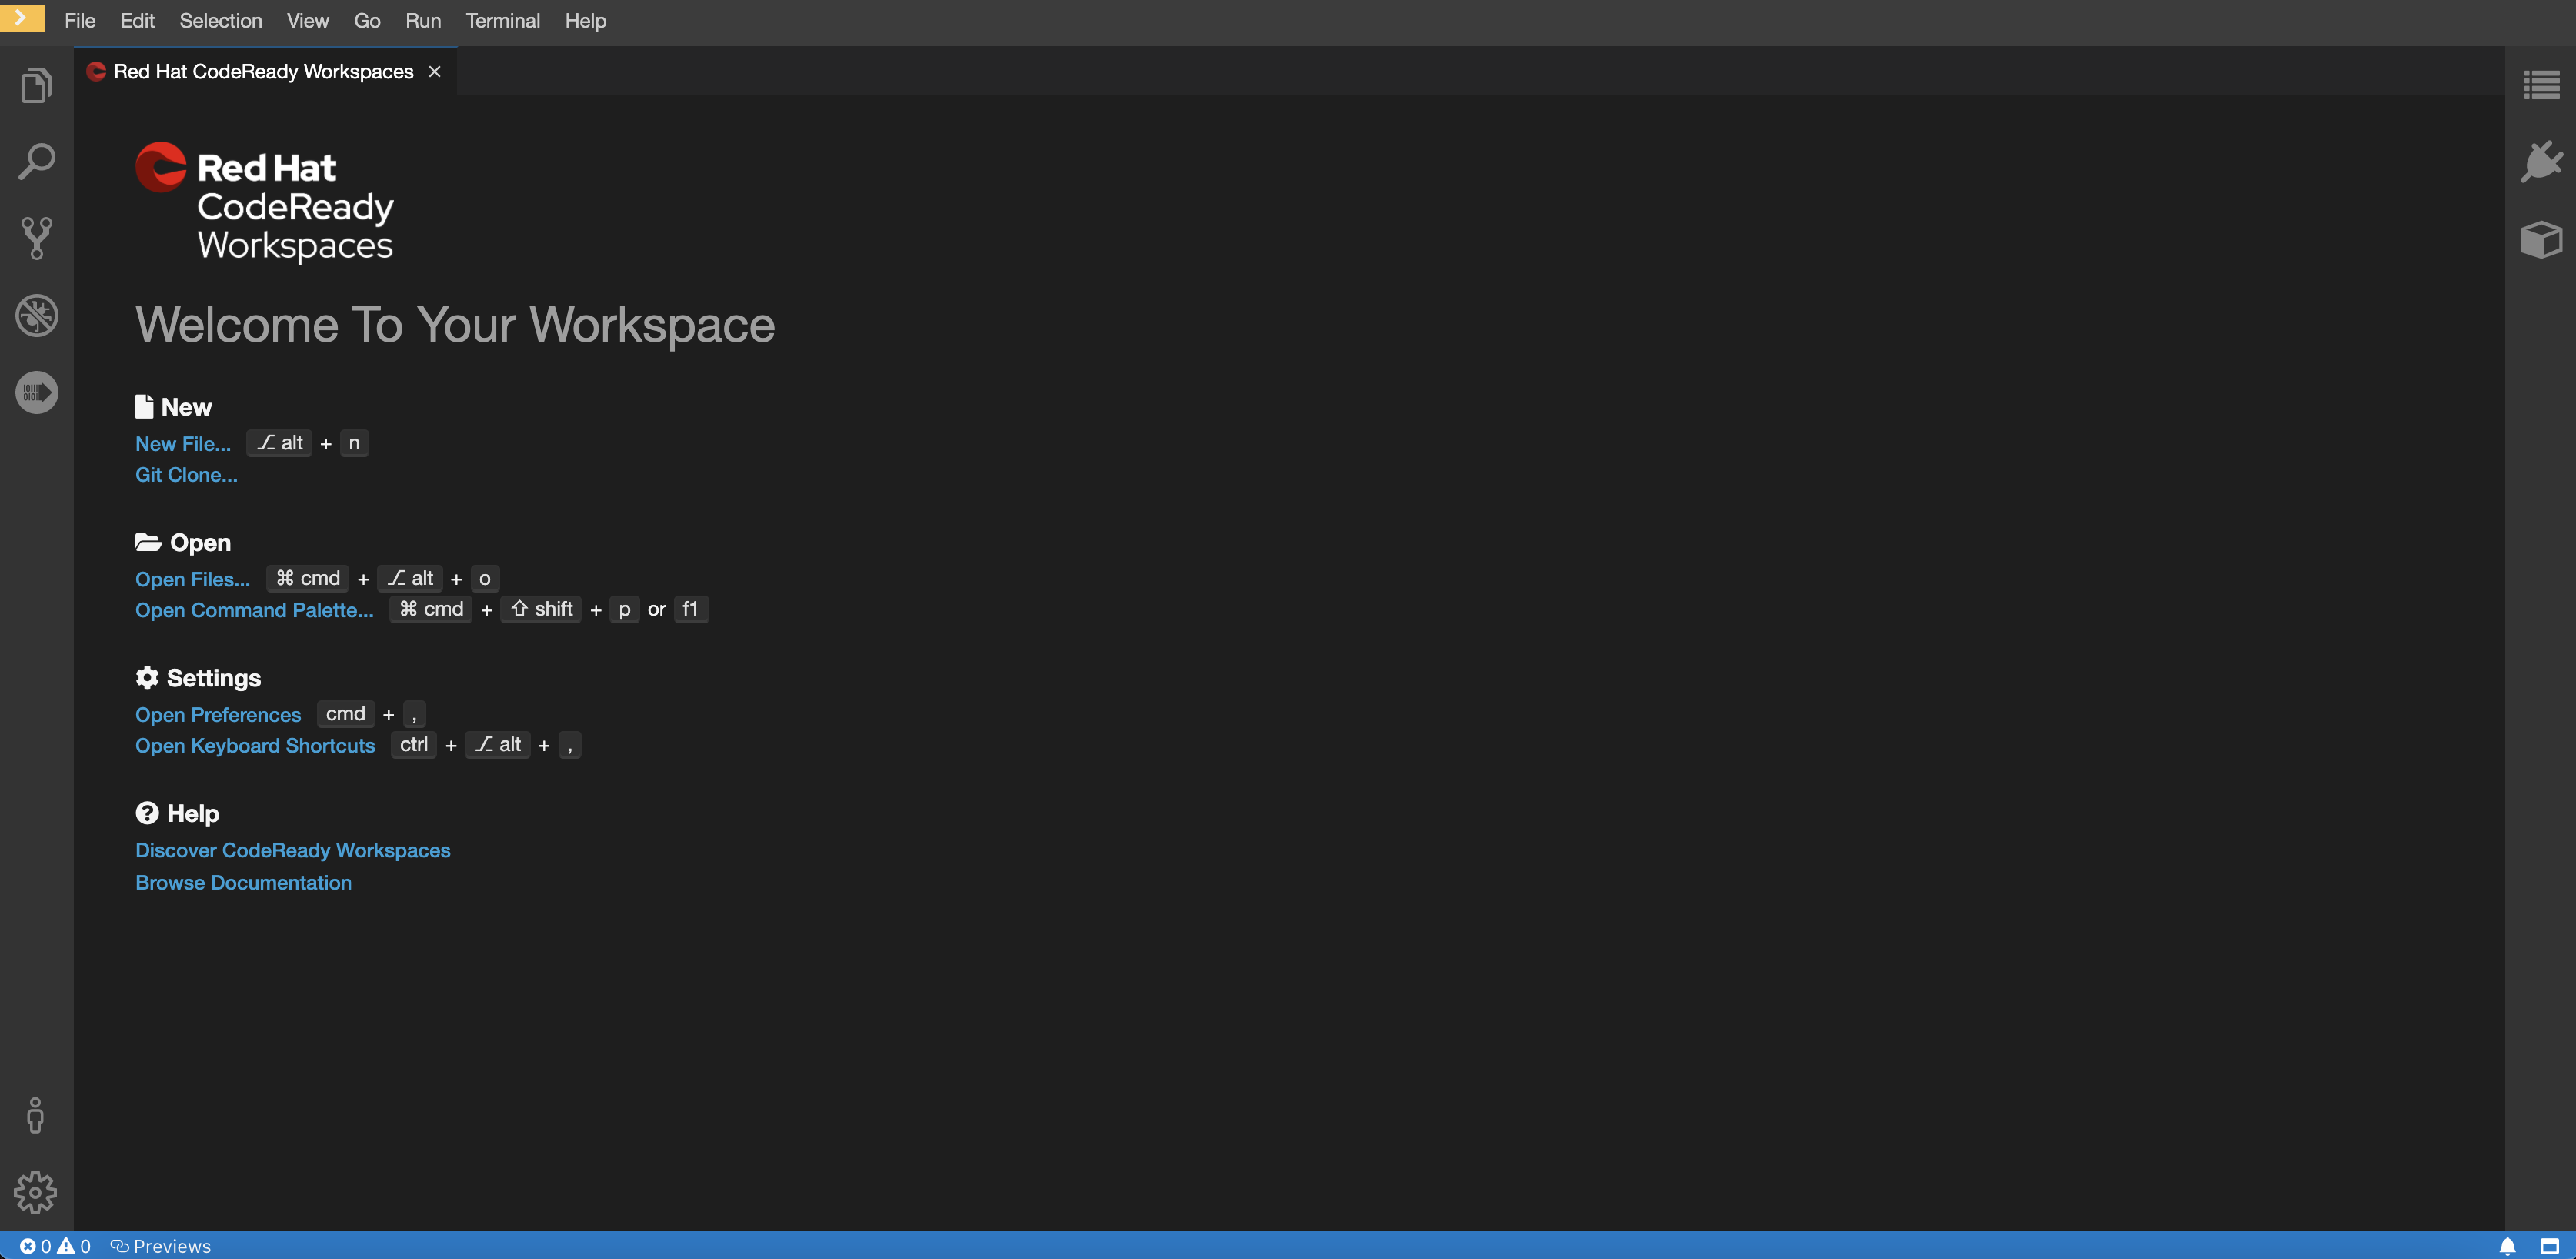 File Edit Selection View Go Run Terminal Help
Red Hat CodeReady Workspaces
Red Hat
CodeReady
Workspaces
Welcome To Your Workspace
New
New File... ⌥ alt + n
Git Clone...
Open
Open Files... ⌘ cmd + ⌥ alt + o
Open Command Palette... ⌘ cmd + ⇧ shift + p or f1
Settings
Open Preferences cmd + ,
Open Keyboard Shortcuts ctrl + ⌥ alt + ,
Help
Discover CodeReady Workspaces
Browse Documentation
0 0 Previews